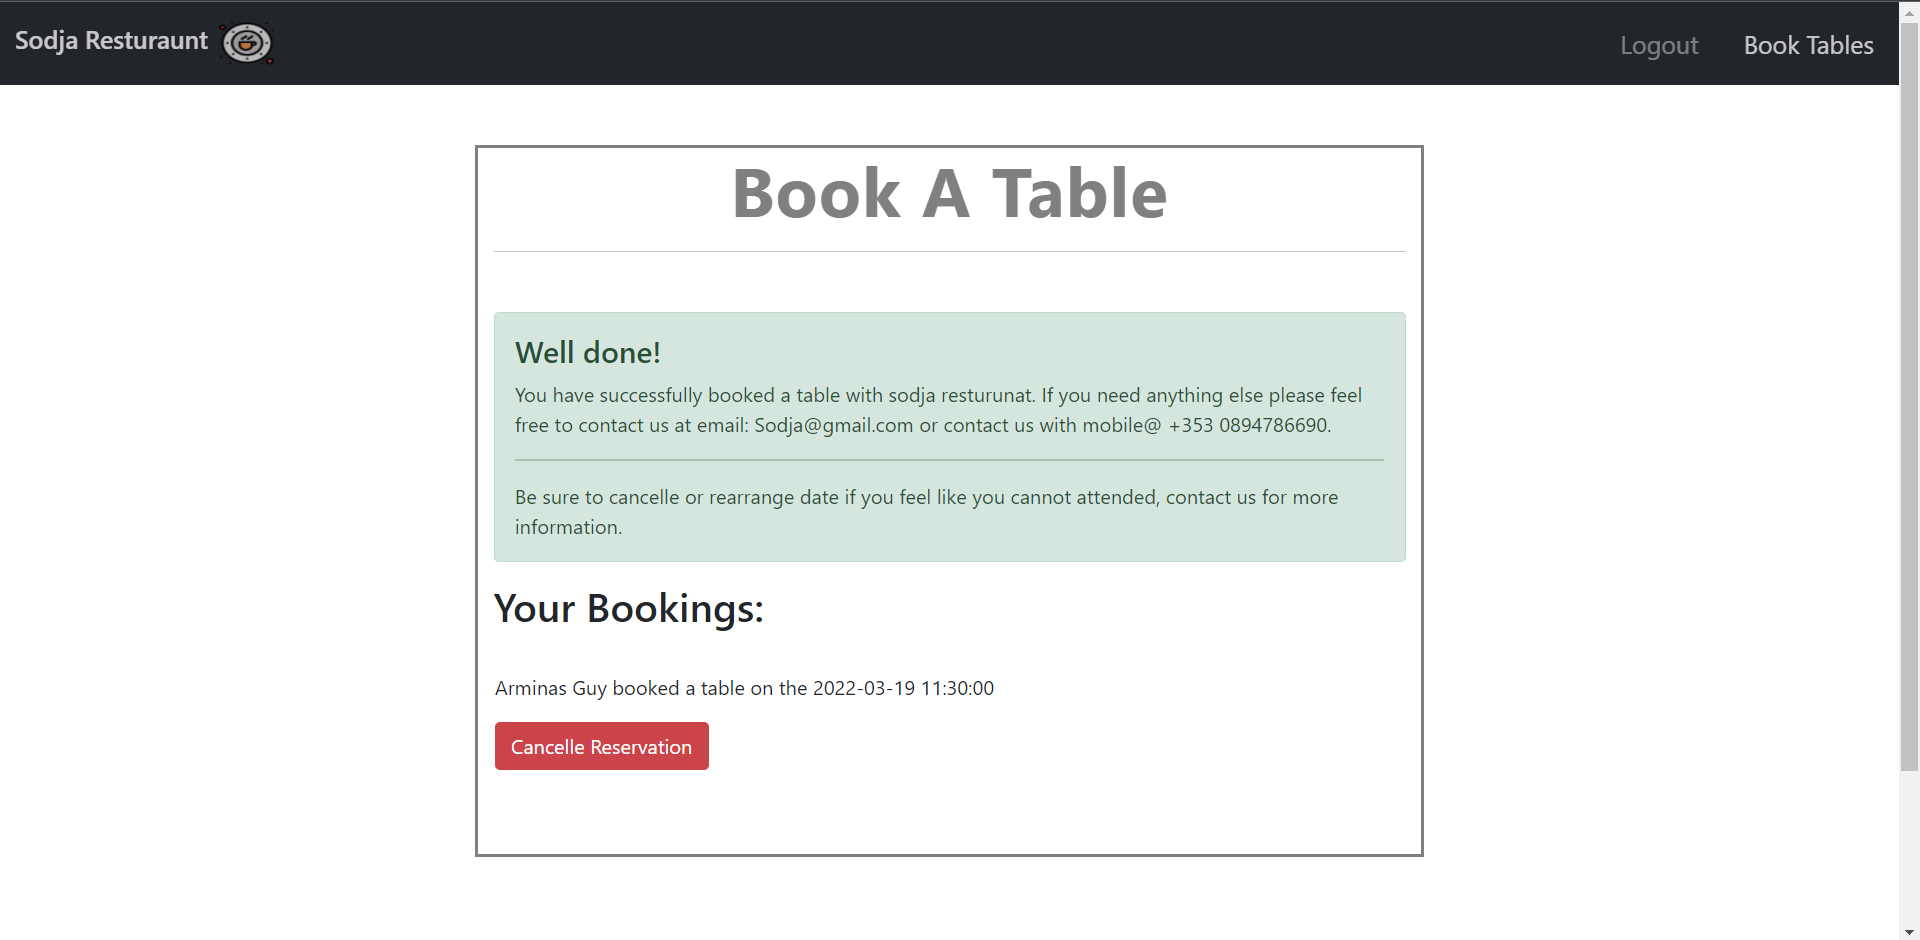 Sodja Resturaunt
Logout
Book Tables
Book A Table
Well done!
You have successfully booked a table with sodja resturunat. If you need anything else please feel
free to contact us at email: Sodja@gmail.com or contact us with mobile@ +353 0894786690.
Be sure to cancelle or rearrange date if you feel like you cannot attended, contact us for more
information.
Your Bookings:
Arminas Guy booked a table on the 2022-03-19 11:30:00
Cancelle Reservation